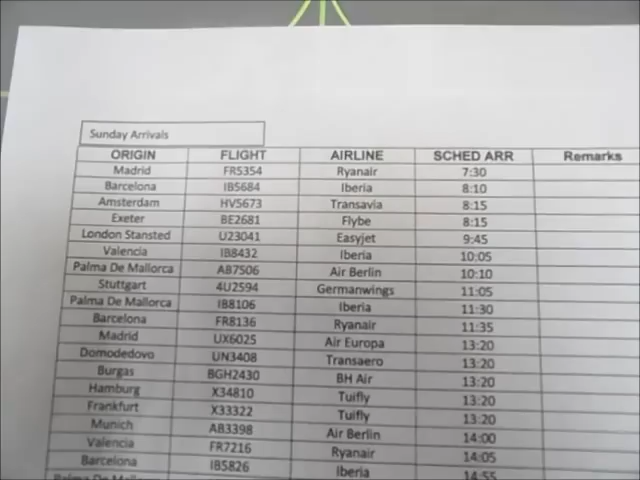 Sunday Arrivals
ORIGIN FLIGHT AIRLINE SCHED ARR Remarks
Madrid FR5354 Ryanair 7:30
Barcelona IB5684 Iberia 8:10
Amsterdam HV5673 Transavia 8:15
Exeter BE2681 Flybe 8:15
London Stansted U23041 Easyjet 9:45
Valencia IB8432 Iberia 10:05
Palma De Mallorca AB7506 Air Berlin 10:10
Stuttgart 4U2594 Germanwings 11:05
Palma De Mallorca IB8106 Iberia 11:30
Barcelona FR8136 Ryanair 11:35
Madrid UX6025 Air Europa 13:20
Domodedovo UN3408 Transaero 13:20
Burgas BGH2430 BH Air 13:20
Hamburg X34810 Tuifly 13:20
Frankfurt X33322 Tuifly 13:20
Munich AB3398 Air Berlin 14:00
Valencia FR7216 Ryanair 14:05
Barcelona IB5826 Iberia 14:55
Palma De Mallorca